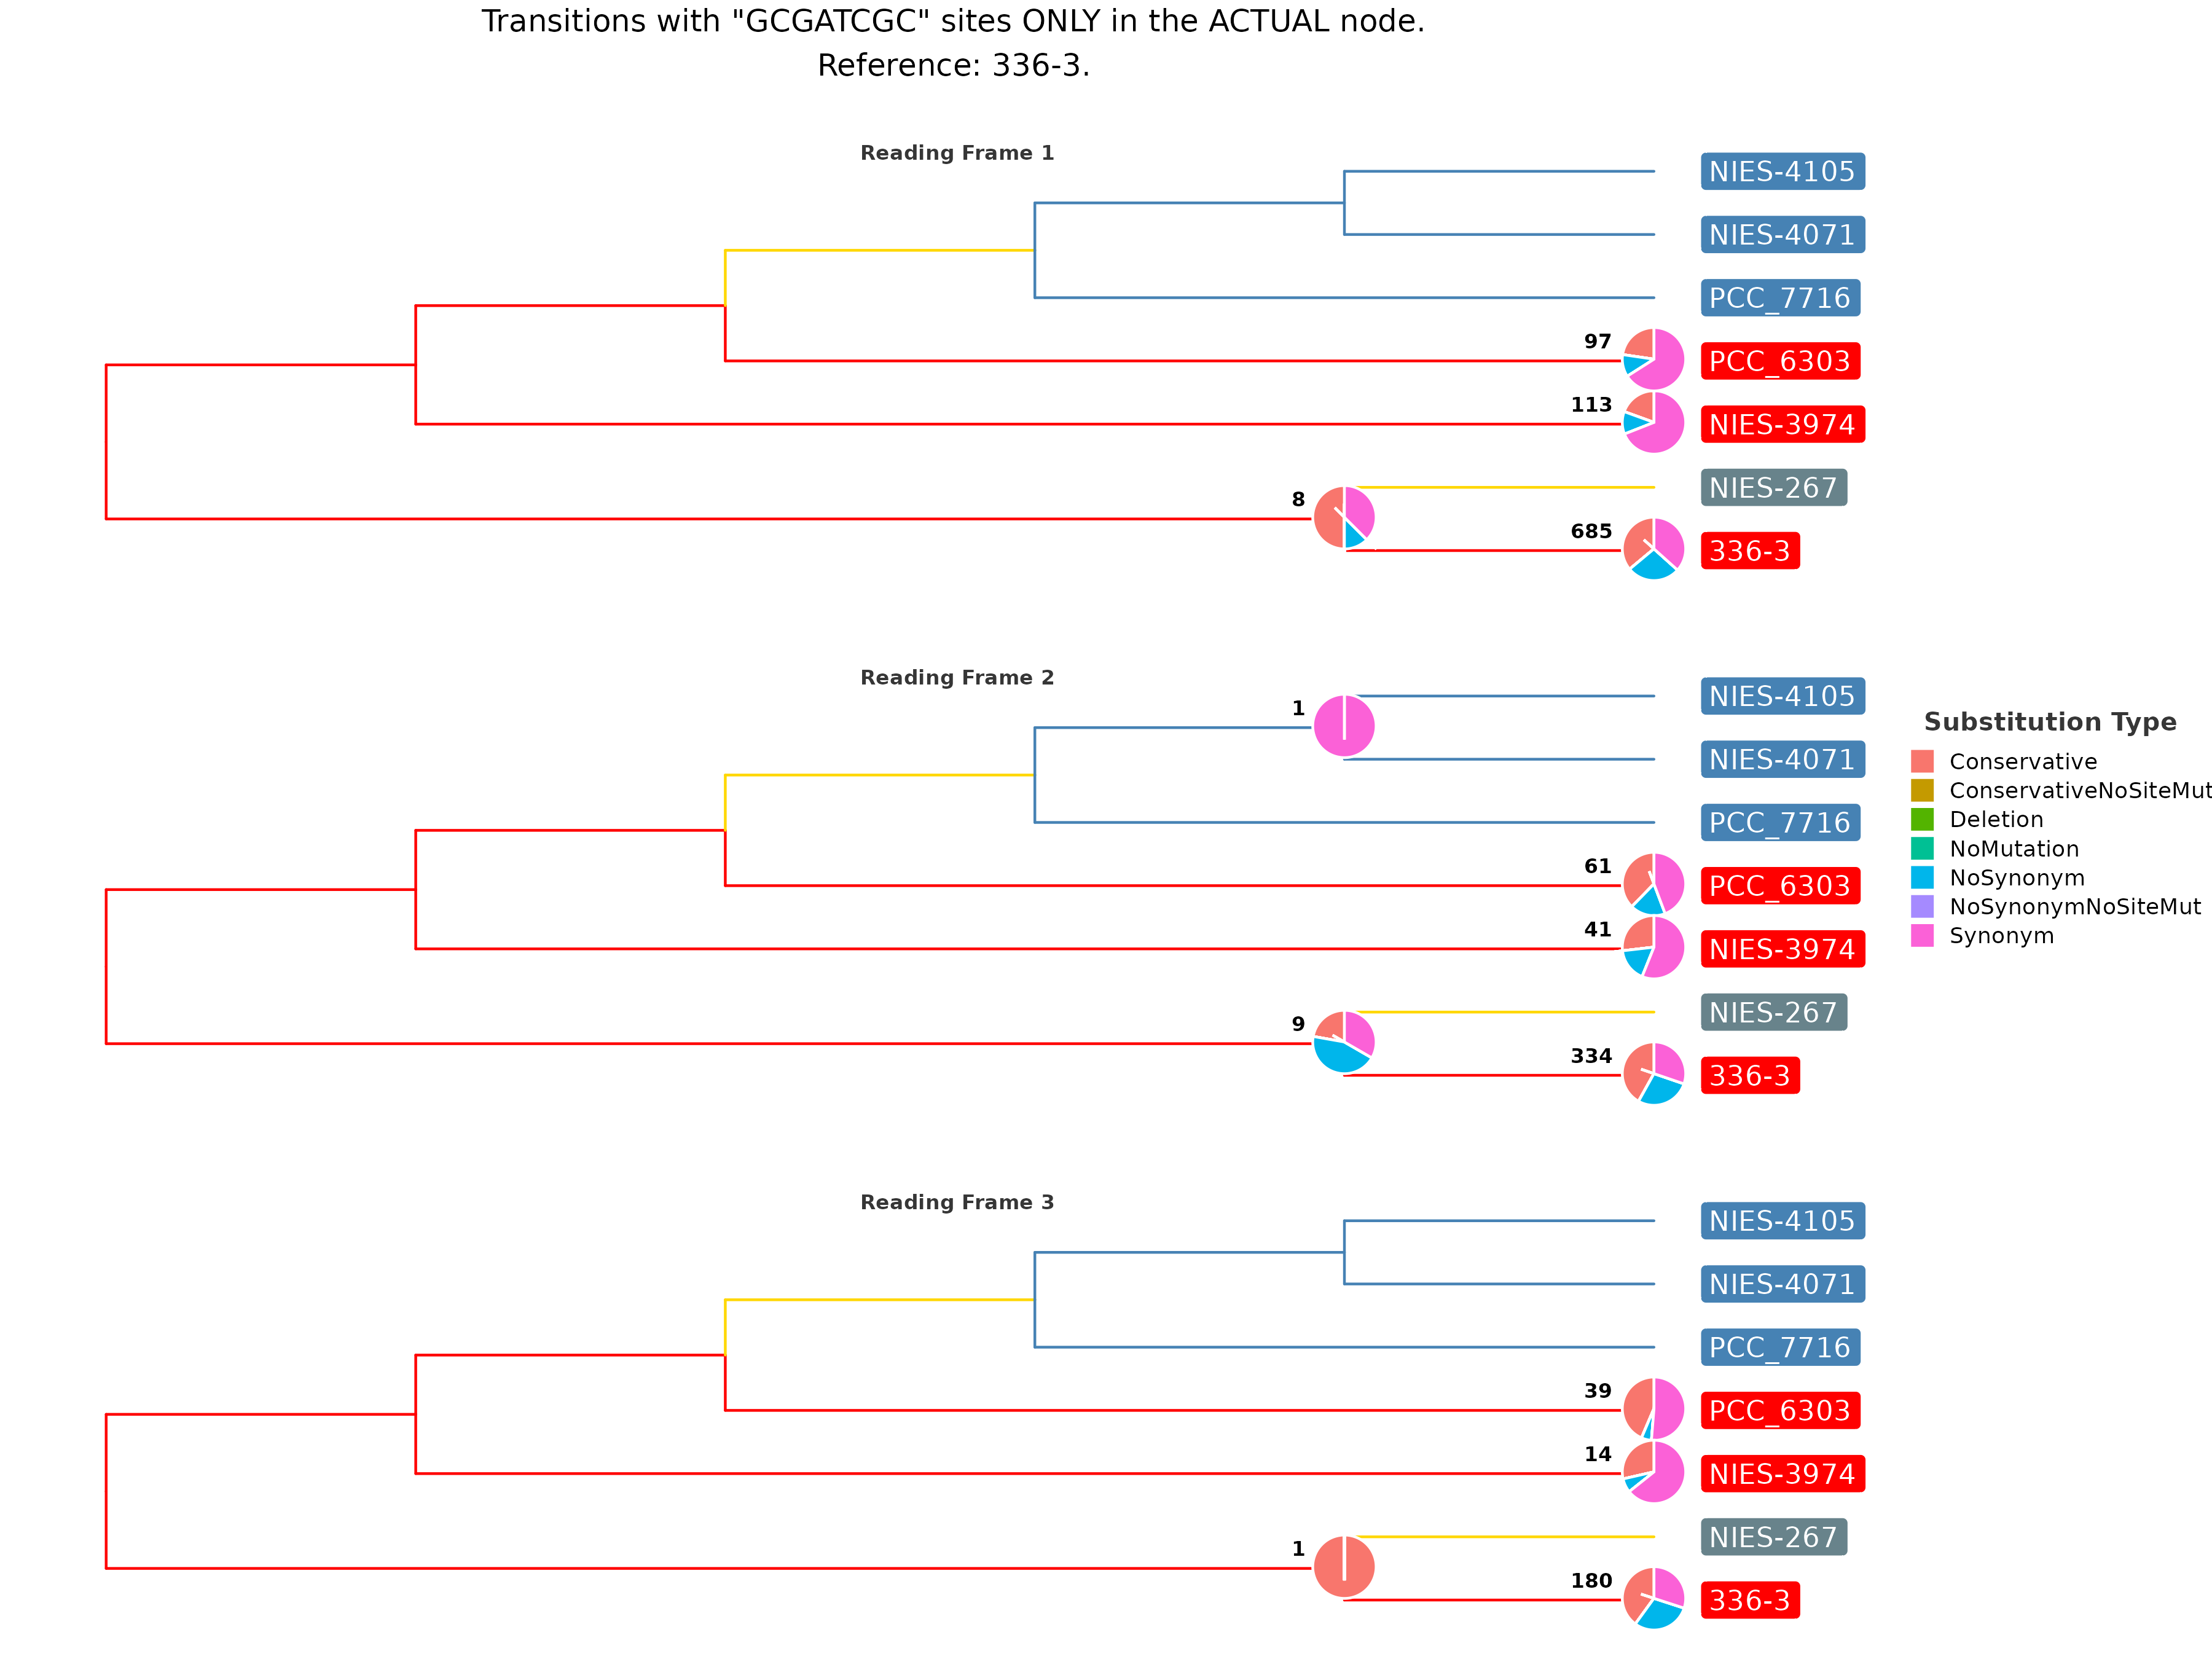 Transitions with "GCGATCGC" sites ONLY in the ACTUAL node.
Reference: 336-3.
Reading Frame 1
NIES-4105
NIES-4071
PCC_7716
97
PCC_6303
113
NIES-3974
NIES-267
8
685
336-3
Reading Frame 2
NIES-4105
1
NIES-4071
PCC_7716
61
PCC_6303
41
NIES-3974
NIES-267
9
334
336-3
Substitution Type
Conservative
ConservativeNoSiteMut
Deletion
NoMutation
NoSynonym
NoSynonymNoSiteMut
Synonym
Reading Frame 3
NIES-4105
NIES-4071
PCC_7716
39
PCC_6303
14
NIES-3974
NIES-267
1
180
336-3